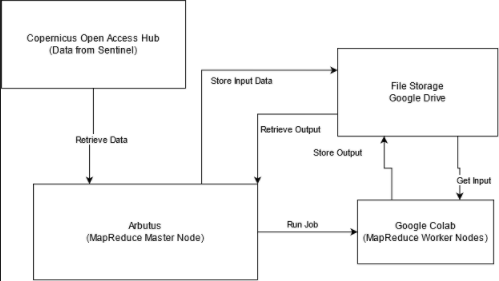 Copernicus Open Access Hub
(Data from Sentinel)
Store Input Data
File Storage
Google Drive
Retrieve Data
Retrieve Output
Store Output
Get Input
Arbutus
(MapReduce Master Node)
Run Job
Google Colab
(MapReduce Worker Nodes)